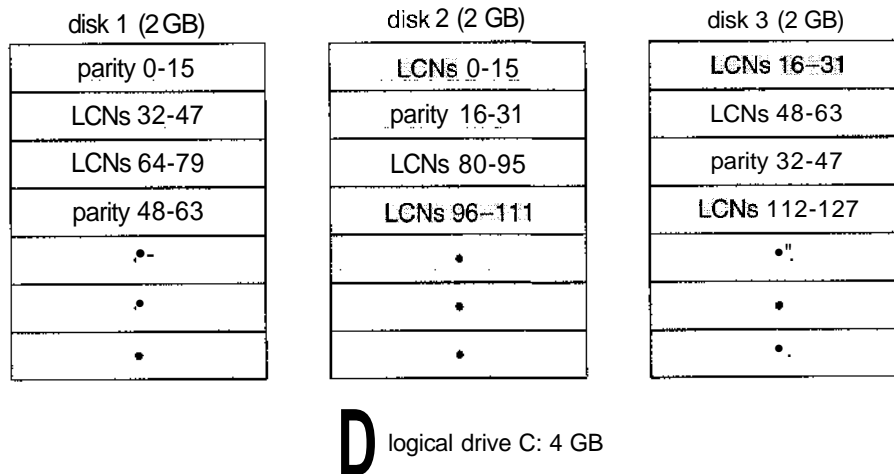 disk 1 (2 GB)
parity 0-15
LCNs 32-47
LCNs 64-79
parity 48-63
disk 2 (2 GB)
LCNs 0-15
parity 16-31
LCNs 80-95
LCNs 96–111
disk 3 (2 GB)
LCNs 16–31
LCNs 48-63
parity 32-47
LCNs 112-127
D logical drive C: 4 GB